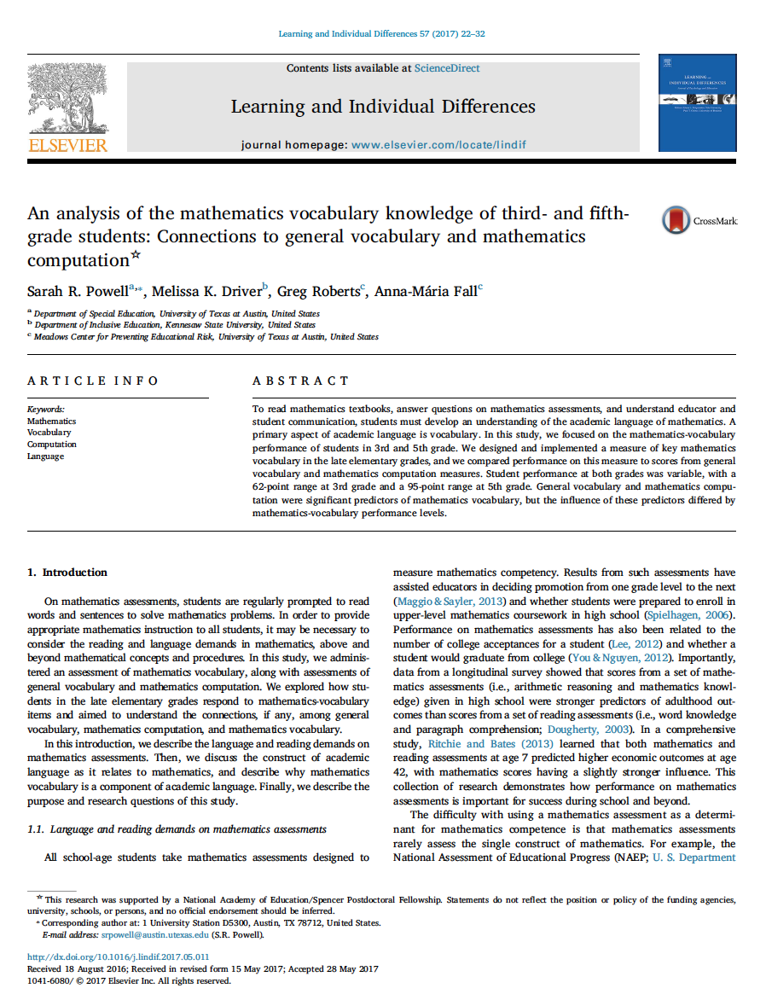 Learning and Individual Differences 57 (2017) 22–32
Contents lists available at ScienceDirect
Learning and Individual Differences
journal homepage: www.elsevier.com/locate/lindif
ELSEVIER
LEARNING AND
INDIVIDUAL DIFFERENCES
An analysis of the mathematics vocabulary knowledge of third- and fifth-
grade students: Connections to general vocabulary and mathematics
computation☆
CrossMark
Sarah R. Powell^a,⁎, Melissa K. Driver^b, Greg Roberts^c, Anna-Mária Fall^c
^a Department of Special Education, University of Texas at Austin, United States
^b Department of Inclusive Education, Kennesaw State University, United States
^c Meadows Center for Preventing Educational Risk, University of Texas at Austin, United States
ARTICLE INFO
Keywords:
Mathematics
Vocabulary
Computation
Language
ABSTRACT
To read mathematics textbooks, answer questions on mathematics assessments, and understand educator and
student communication, students must develop an understanding of the academic language of mathematics. A
primary aspect of academic language is vocabulary. In this study, we focused on the mathematics-vocabulary
performance of students in 3rd and 5th grade. We designed and implemented a measure of key mathematics
vocabulary in the late elementary grades, and we compared performance on this measure to scores from general
vocabulary and mathematics computation measures. Student performance at both grades was variable, with a
62-point range at 3rd grade and a 95-point range at 5th grade. General vocabulary and mathematics compu-
tation were significant predictors of mathematics vocabulary, but the influence of these predictors differed by
mathematics-vocabulary performance levels.
1. Introduction
On mathematics assessments, students are regularly prompted to read
words and sentences to solve mathematics problems. In order to provide
appropriate mathematics instruction to all students, it may be necessary to
consider the reading and language demands in mathematics, above and
beyond mathematical concepts and procedures. In this study, we adminis-
tered an assessment of mathematics vocabulary, along with assessments of
general vocabulary and mathematics computation. We explored how stu-
dents in the late elementary grades respond to mathematics-vocabulary
items and aimed to understand the connections, if any, among general
vocabulary, mathematics computation, and mathematics vocabulary.
In this introduction, we describe the language and reading demands on
mathematics assessments. Then, we discuss the construct of academic
language as it relates to mathematics, and describe why mathematics
vocabulary is a component of academic language. Finally, we describe the
purpose and research questions of this study.
1.1. Language and reading demands on mathematics assessments
All school-age students take mathematics assessments designed to
measure mathematics competency. Results from such assessments have
assisted educators in deciding promotion from one grade level to the next
(Maggio & Sayler, 2013) and whether students were prepared to enroll in
upper-level mathematics coursework in high school (Spielhagen, 2006).
Performance on mathematics assessments has also been related to the
number of college acceptances for a student (Lee, 2012) and whether a
student would graduate from college (You & Nguyen, 2012). Importantly,
data from a longitudinal survey showed that scores from a set of mathe-
matics assessments (i.e., arithmetic reasoning and mathematics knowl-
edge) given in high school were stronger predictors of adulthood out-
comes than scores from a set of reading assessments (i.e., word knowledge
and paragraph comprehension; Dougherty, 2003). In a comprehensive
study, Ritchie and Bates (2013) learned that both mathematics and
reading assessments at age 7 predicted higher economic outcomes at age
42, with mathematics scores having a slightly stronger influence. This
collection of research demonstrates how performance on mathematics
assessments is important for success during school and beyond.
The difficulty with using a mathematics assessment as a determi-
nant for mathematics competence is that mathematics assessments
rarely assess the single construct of mathematics. For example, the
National Assessment of Educational Progress (NAEP; U. S. Department
☆ This research was supported by a National Academy of Education/Spencer Postdoctoral Fellowship. Statements do not reflect the position or policy of the funding agencies,
university, schools, or persons, and no official endorsement should be inferred.
⁎ Corresponding author at: 1 University Station D5300, Austin, TX 78712, United States.
E-mail address: srpowell@austin.utexas.edu (S.R. Powell).
http://dx.doi.org/10.1016/j.lindif.2017.05.011
Received 18 August 2016; Received in revised form 15 May 2017; Accepted 28 May 2017
1041-6080/ © 2017 Elsevier Inc. All rights reserved.